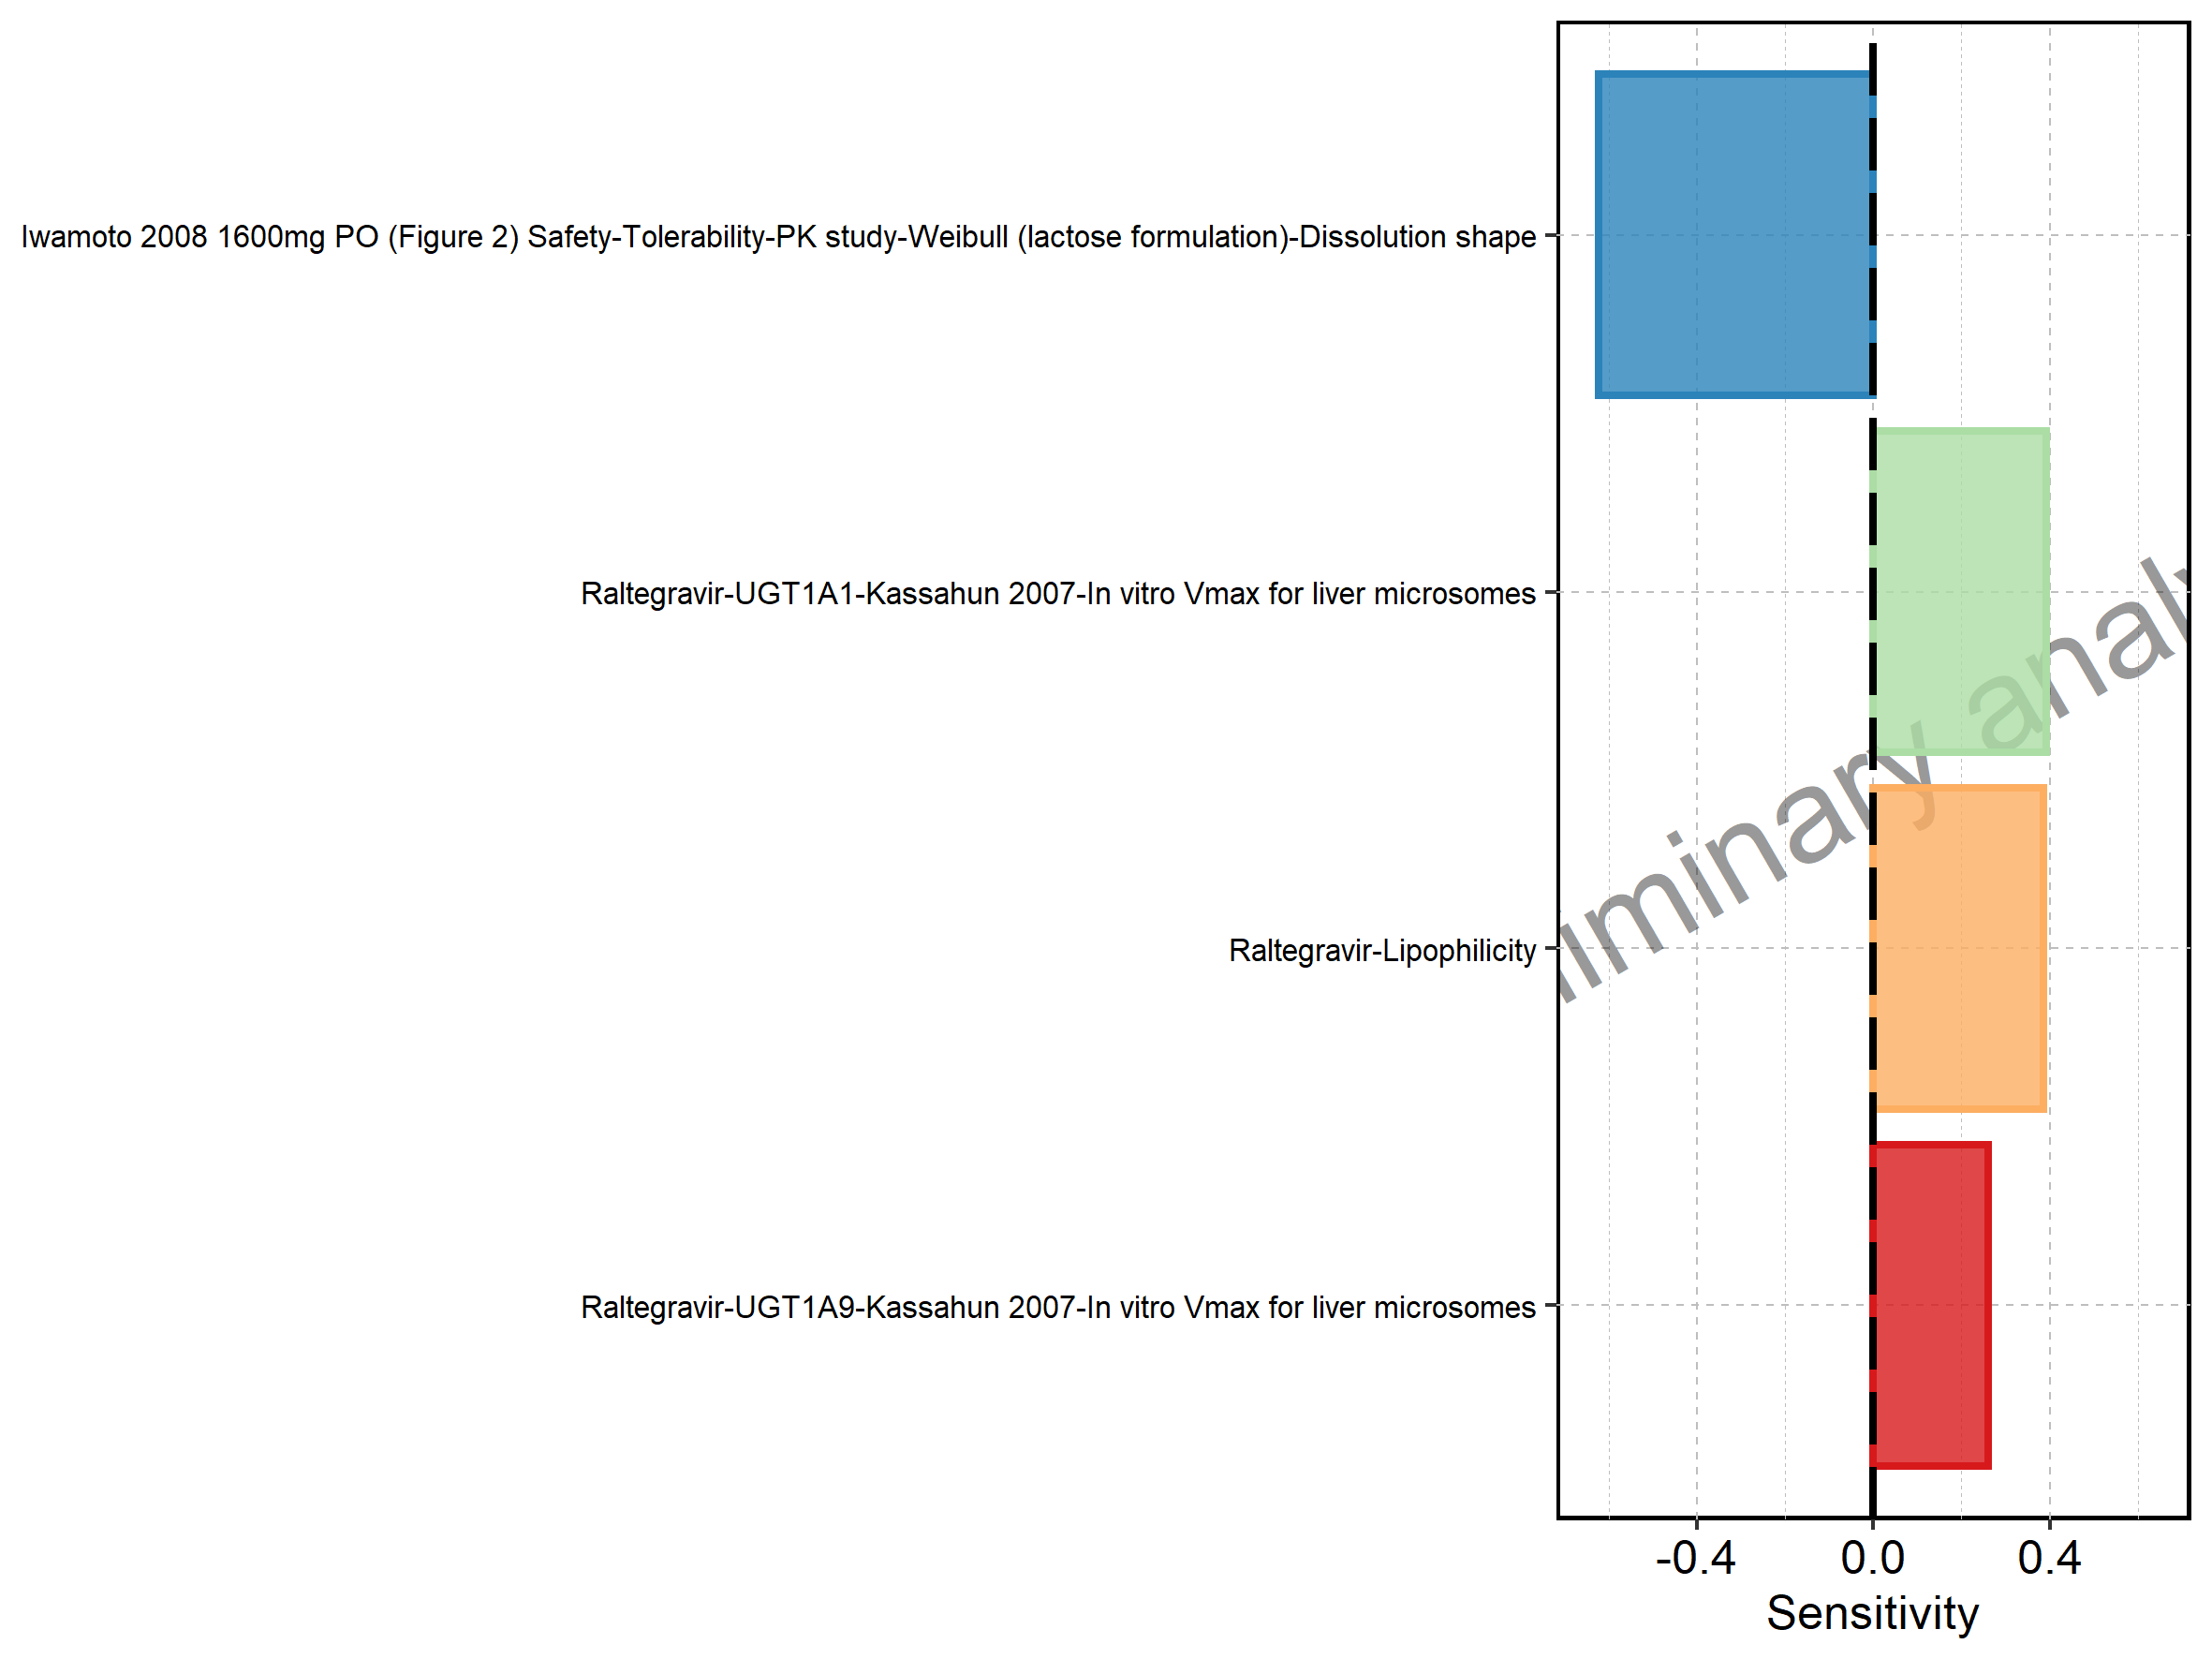 Iwamoto 2008 1600mg PO (Figure 2) Safety-Tolerability-PK study-Weibull (lactose formulation)-Dissolution shape
Raltegravir-UGT1A1-Kassahun 2007-In vitro Vmax for liver microsomes
Raltegravir-Lipophilicity
Raltegravir-UGT1A9-Kassahun 2007-In vitro Vmax for liver microsomes
-0.4 0.0 0.4
Sensitivity